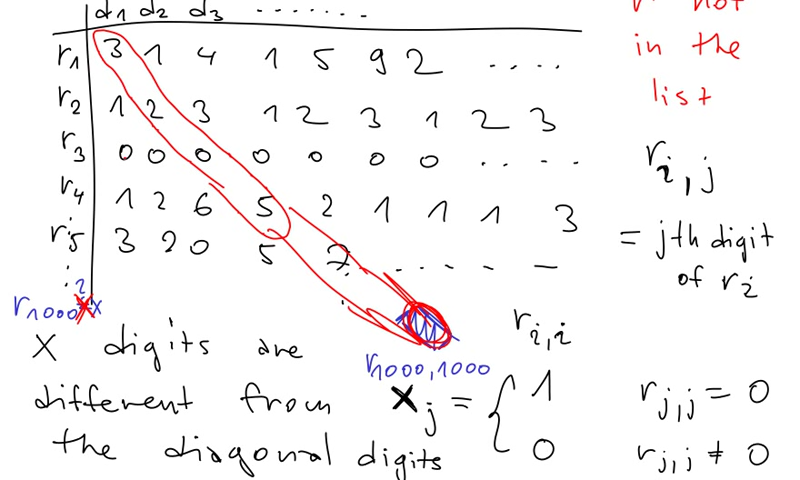 d1 d2 d3 .......
r1 3 1 4 1 5 9 2 ....
r2 1 2 3 1 2 3 1 2 3
r3 0 0 0 0 0 0 0 ....
r4 1 2 6 5 2 1 1 1 3
r5 3 2 0 5 7 . . . . — —
not
in the
list
ri,j
= jth digit
of ri
r1000 = x
r1000,1000
ri,i
X digits are
different from
the diagonal digits
xj = { 1 rj,j = 0
0 rj,j ≠ 0